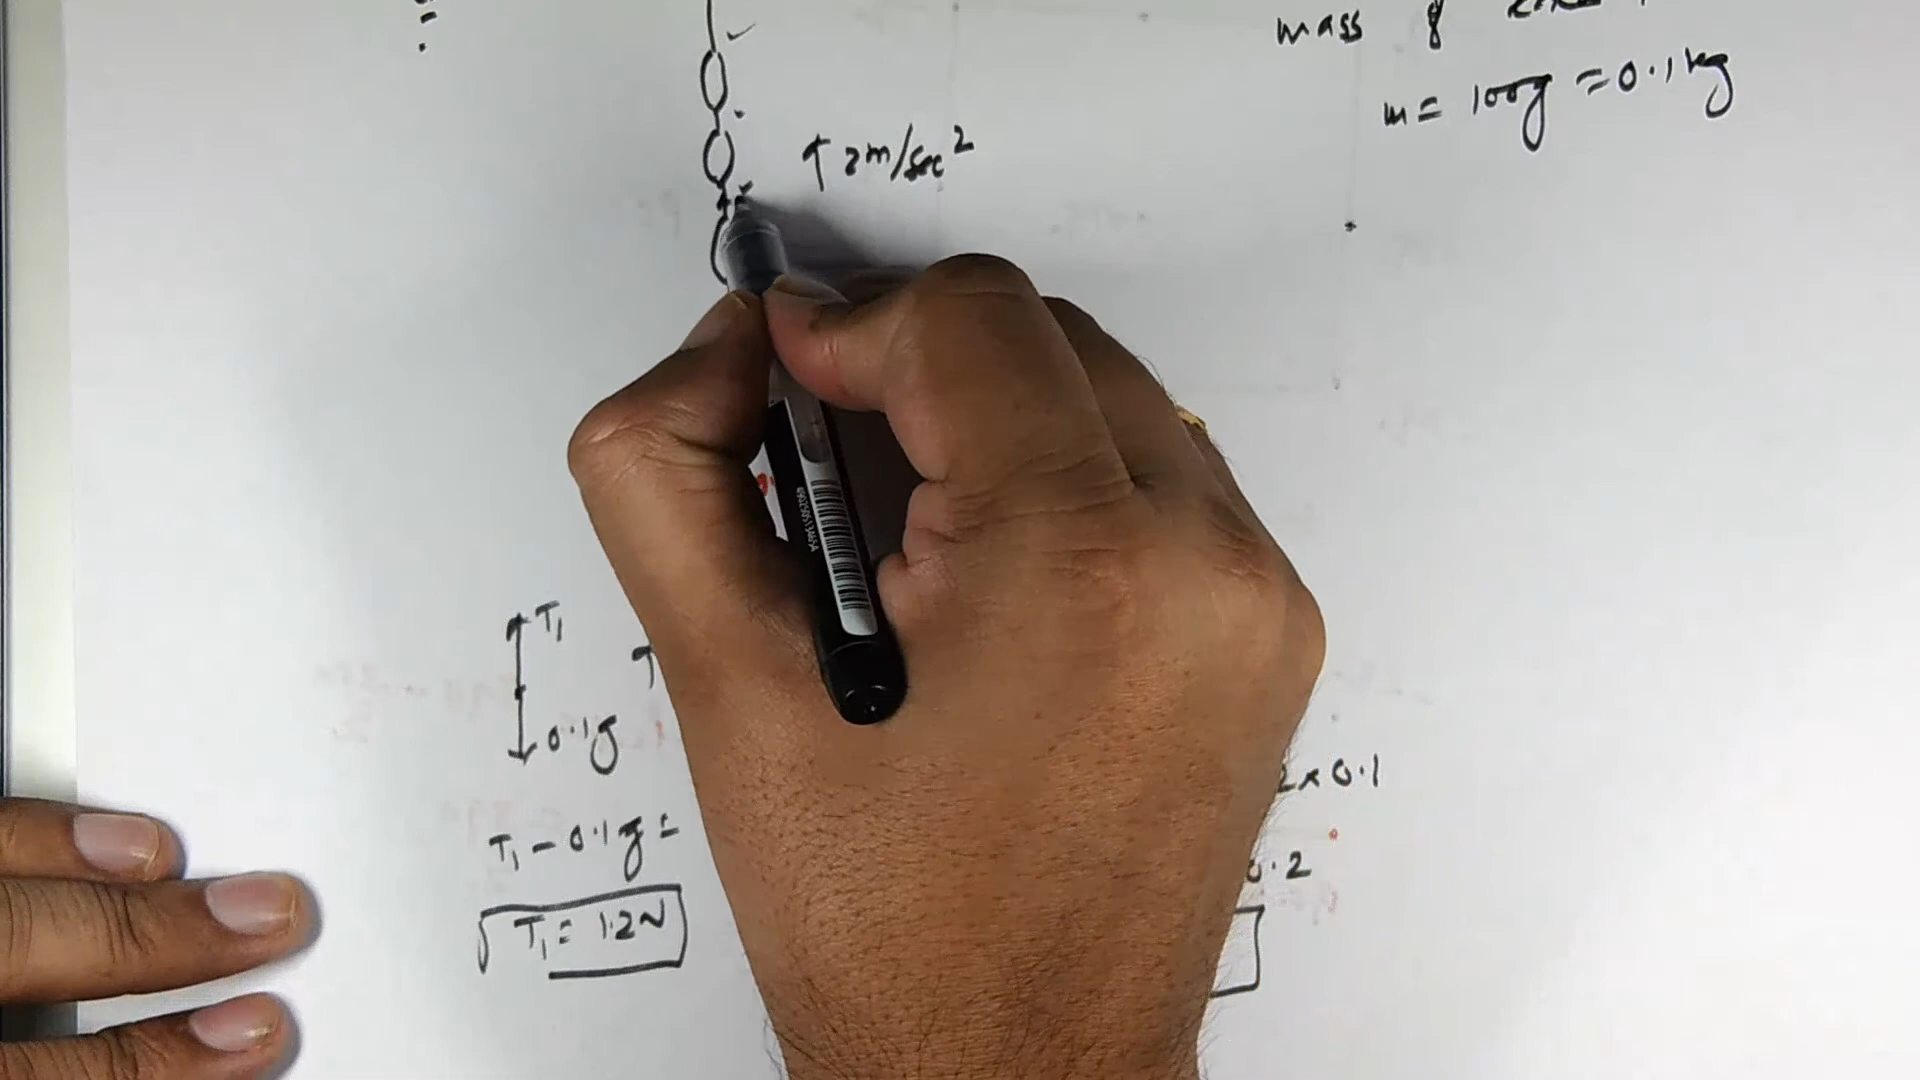 mass of
m = 100g = 0.1kg
↑ 2m/sec²
T₁
0.1g
2 x 0.1
T₁ - 0.1g =
0.2
T₁ = 1.2N